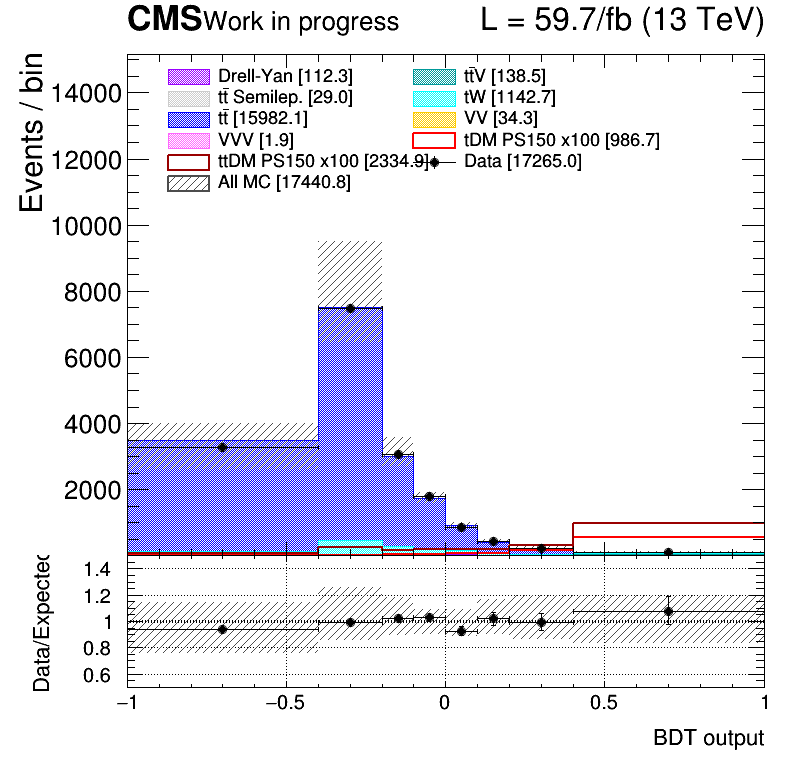 CMS Work in progress L = 59.7/fb (13 TeV)
Events / bin
Drell-Yan [112.3] tt̄V [138.5]
tt̄ Semilep. [29.0] tW [1142.7]
tt̄ [15982.1] VV [34.3]
VVV [1.9] tDM PS150 x100 [986.7]
ttDM PS150 x100 [2334.9] Data [17265.0]
All MC [17440.8]
14000
12000
10000
8000
6000
4000
2000
Data/Expected
1.4
1.2
1
0.8
0.6
−1 −0.5 0 0.5 1
BDT output